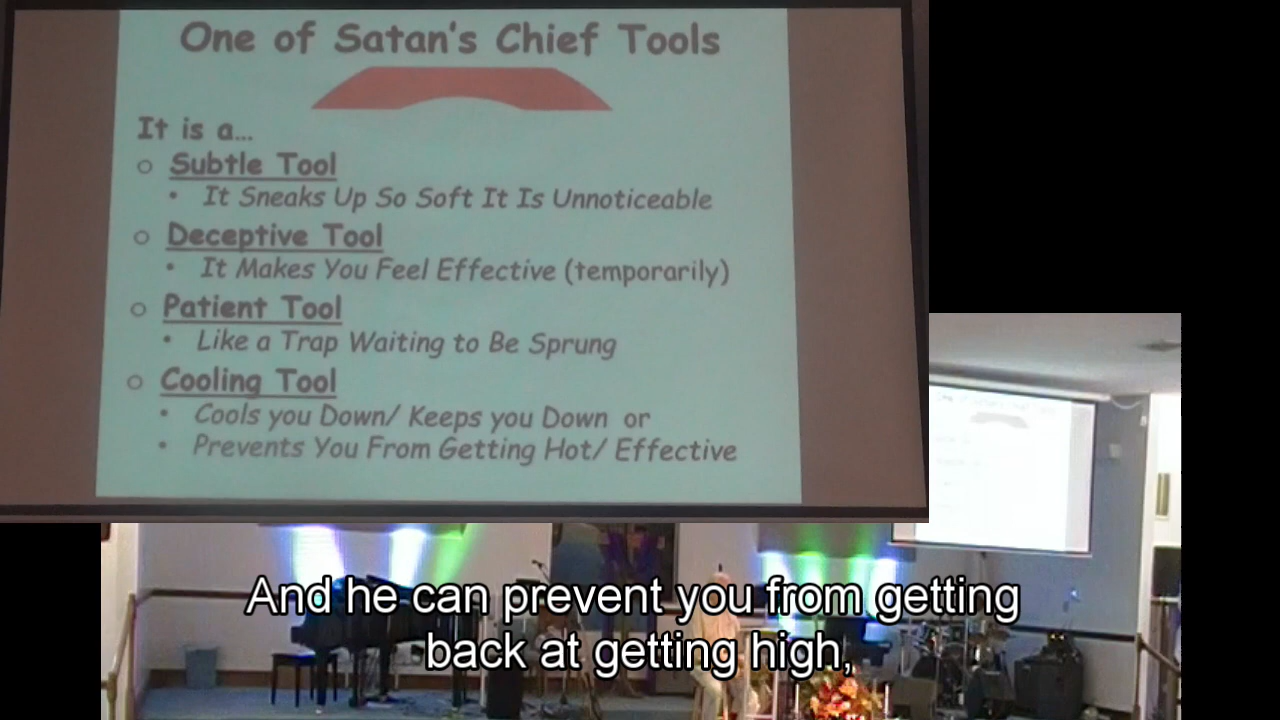 One of Satan's Chief Tools
It is a...
Subtle Tool
It Sneaks Up So Soft It Is Unnoticeable
Deceptive Tool
It Makes You Feel Effective (temporarily)
Patient Tool
Like a Trap Waiting to Be Sprung
Cooling Tool
Cools you Down/ Keeps you Down or
Prevents You From Getting Hot/ Effective
And he can prevent you from getting
back at getting high,